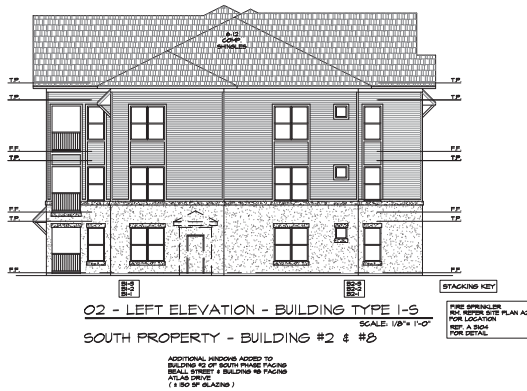 8-12
COMP.
SHINGLES
T.P.
T.P.
T.P.
T.P.
F.F.
T.P.
F.F.
T.P.
F.F.
T.P.
F.F.
T.P.
F.F.
F.F.
B1-3
B1-2
B1-1
B2-3
B2-2
B2-1
STACKING KEY
02 - LEFT ELEVATION - BUILDING TYPE 1-S
SCALE: 1/8"= 1'-0"
SOUTH PROPERTY - BUILDING #2 & #8
FIRE SPRINKLER
RM. REFER SITE PLAN
FOR LOCATION
REF. A
FOR DETAIL
ADDITIONAL WINDOWS ADDED TO
BUILDING #2 OF SOUTH PHASE FACING
BEALL STREET & BUILDING #8 FACING
ATLAS DRIVE
( ± 130 SF GLAZING )